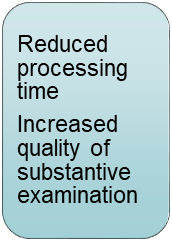 Reduced
processing
time
Increased
quality of
substantive
examination